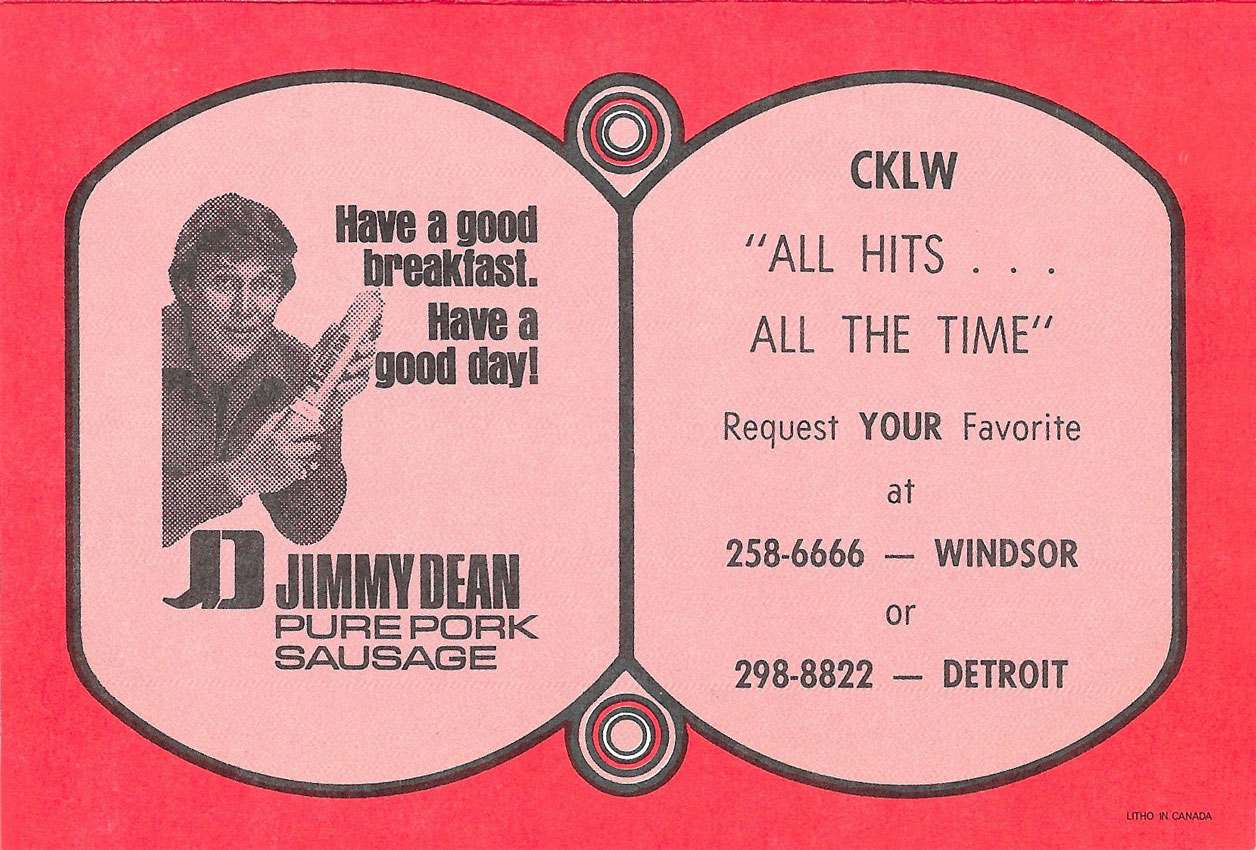 Have a good
breakfast.
Have a
good day!
JD
JIMMY DEAN
PURE PORK
SAUSAGE
CKLW
“ALL HITS . . .
ALL THE TIME”
Request YOUR Favorite
at
258-6666 — WINDSOR
or
298-8822 — DETROIT
LITHO IN CANADA